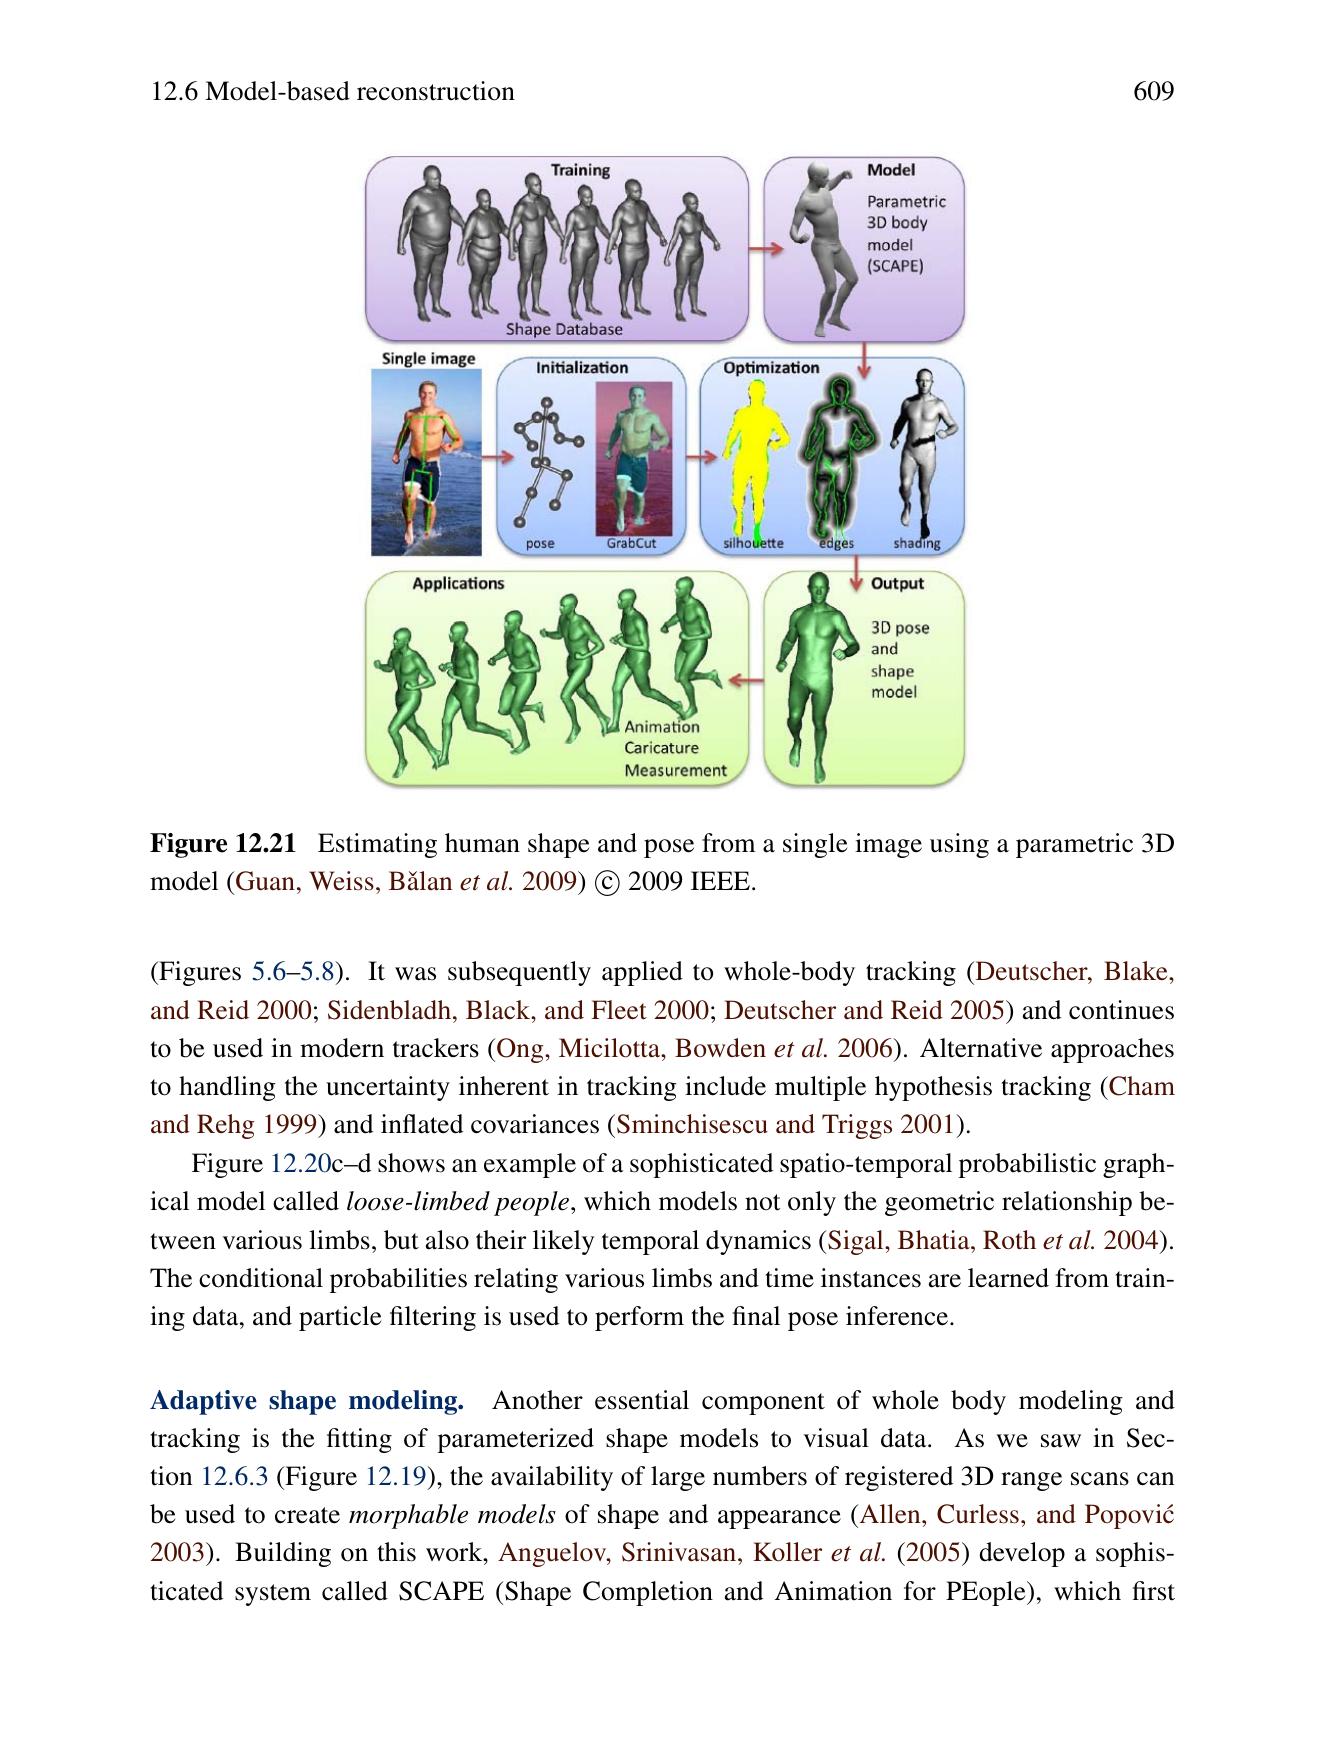 12.6 Model-based reconstruction 609
Training
Shape Database
Model
Parametric
3D body
model
(SCAPE)
Single image
Initialization
pose GrabCut
Optimization
silhouette edges shading
Applications
Animation
Caricature
Measurement
Output
3D pose
and
shape
model
Figure 12.21 Estimating human shape and pose from a single image using a parametric 3D
model (Guan, Weiss, Bălan et al. 2009) © 2009 IEEE.
(Figures 5.6–5.8). It was subsequently applied to whole-body tracking (Deutscher, Blake,
and Reid 2000; Sidenbladh, Black, and Fleet 2000; Deutscher and Reid 2005) and continues
to be used in modern trackers (Ong, Micilotta, Bowden et al. 2006). Alternative approaches
to handling the uncertainty inherent in tracking include multiple hypothesis tracking (Cham
and Rehg 1999) and inflated covariances (Sminchisescu and Triggs 2001).
Figure 12.20c–d shows an example of a sophisticated spatio-temporal probabilistic graph-
ical model called loose-limbed people, which models not only the geometric relationship be-
tween various limbs, but also their likely temporal dynamics (Sigal, Bhatia, Roth et al. 2004).
The conditional probabilities relating various limbs and time instances are learned from train-
ing data, and particle filtering is used to perform the final pose inference.
Adaptive shape modeling. Another essential component of whole body modeling and
tracking is the fitting of parameterized shape models to visual data. As we saw in Sec-
tion 12.6.3 (Figure 12.19), the availability of large numbers of registered 3D range scans can
be used to create morphable models of shape and appearance (Allen, Curless, and Popović
2003). Building on this work, Anguelov, Srinivasan, Koller et al. (2005) develop a sophis-
ticated system called SCAPE (Shape Completion and Animation for PEople), which first